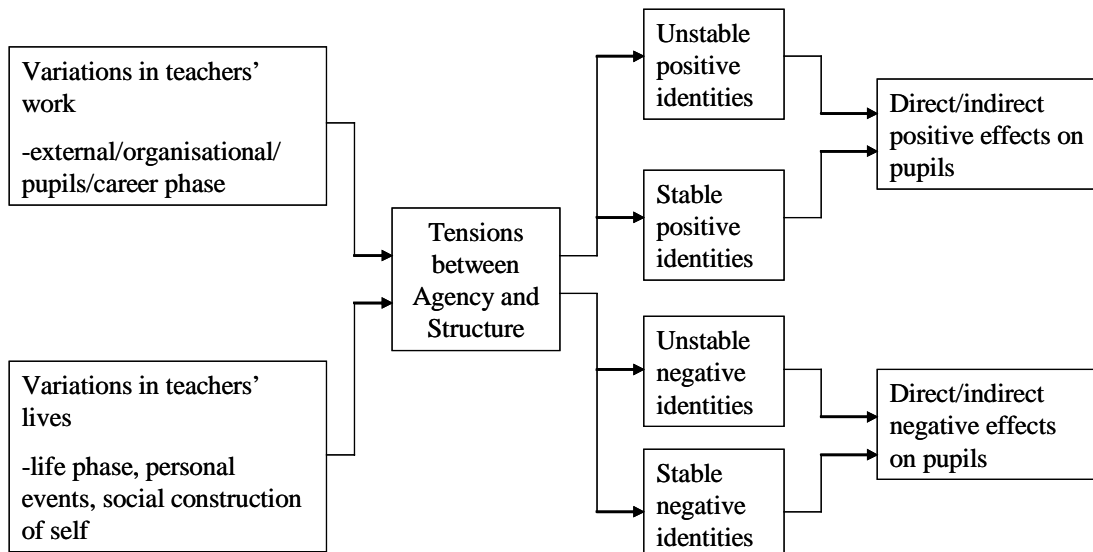 Variations in teachers’
work
-external/organisational/
pupils/career phase
Variations in teachers’
lives
-life phase, personal
events, social construction
of self
Tensions
between
Agency and
Structure
Unstable
positive
identities
Stable
positive
identities
Unstable
negative
identities
Stable
negative
identities
Direct/indirect
positive effects on
pupils
Direct/indirect
negative effects
on pupils